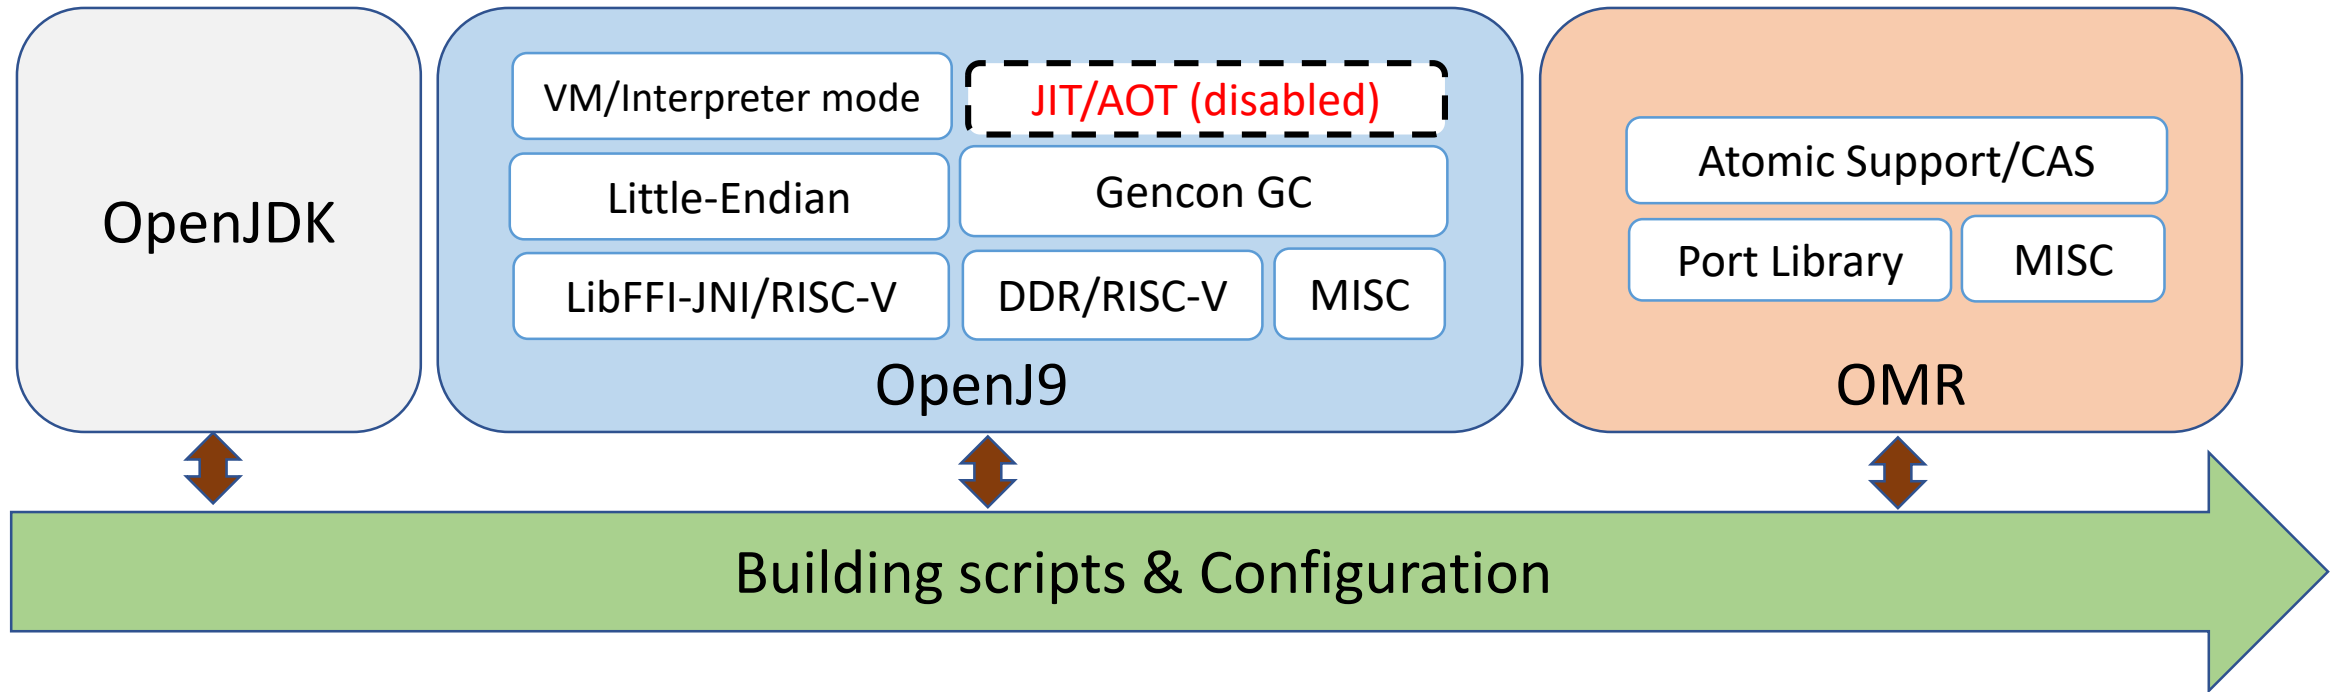 OpenJDK
VM/Interpreter mode
JIT/AOT (disabled)
Little-Endian
Gencon GC
LibFFI-JNI/RISC-V
DDR/RISC-V
MISC
OpenJ9
Atomic Support/CAS
Port Library
MISC
OMR
Building scripts & Configuration